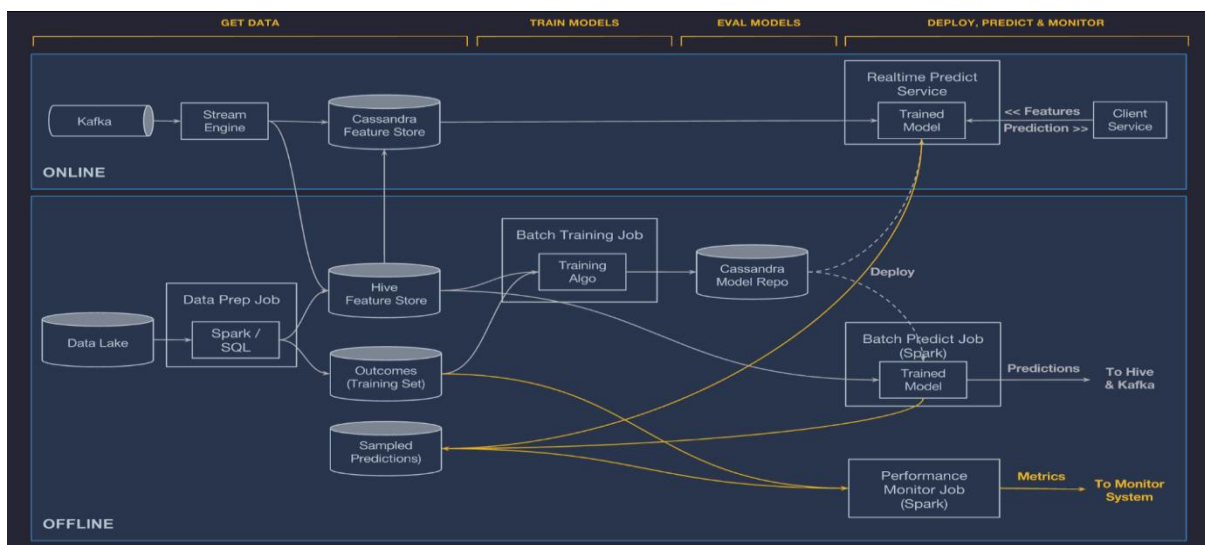 GET DATA
TRAIN MODELS
EVAL MODELS
DEPLOY, PREDICT & MONITOR
Realtime Predict
Service
Kafka
Stream
Engine
Cassandra
Feature Store
Trained
Model
<< Features
Prediction >>
Client
Service
ONLINE
Batch Training Job
Training
Algo
Cassandra
Model Repo
Deploy
Hive
Feature Store
Data Prep Job
Spark /
SQL
Data Lake
Outcomes
(Training Set)
Batch Predict Job
(Spark)
Trained
Model
Predictions
To Hive
& Kafka
Sampled
Predictions)
Performance
Monitor Job
(Spark)
Metrics
To Monitor
System
OFFLINE